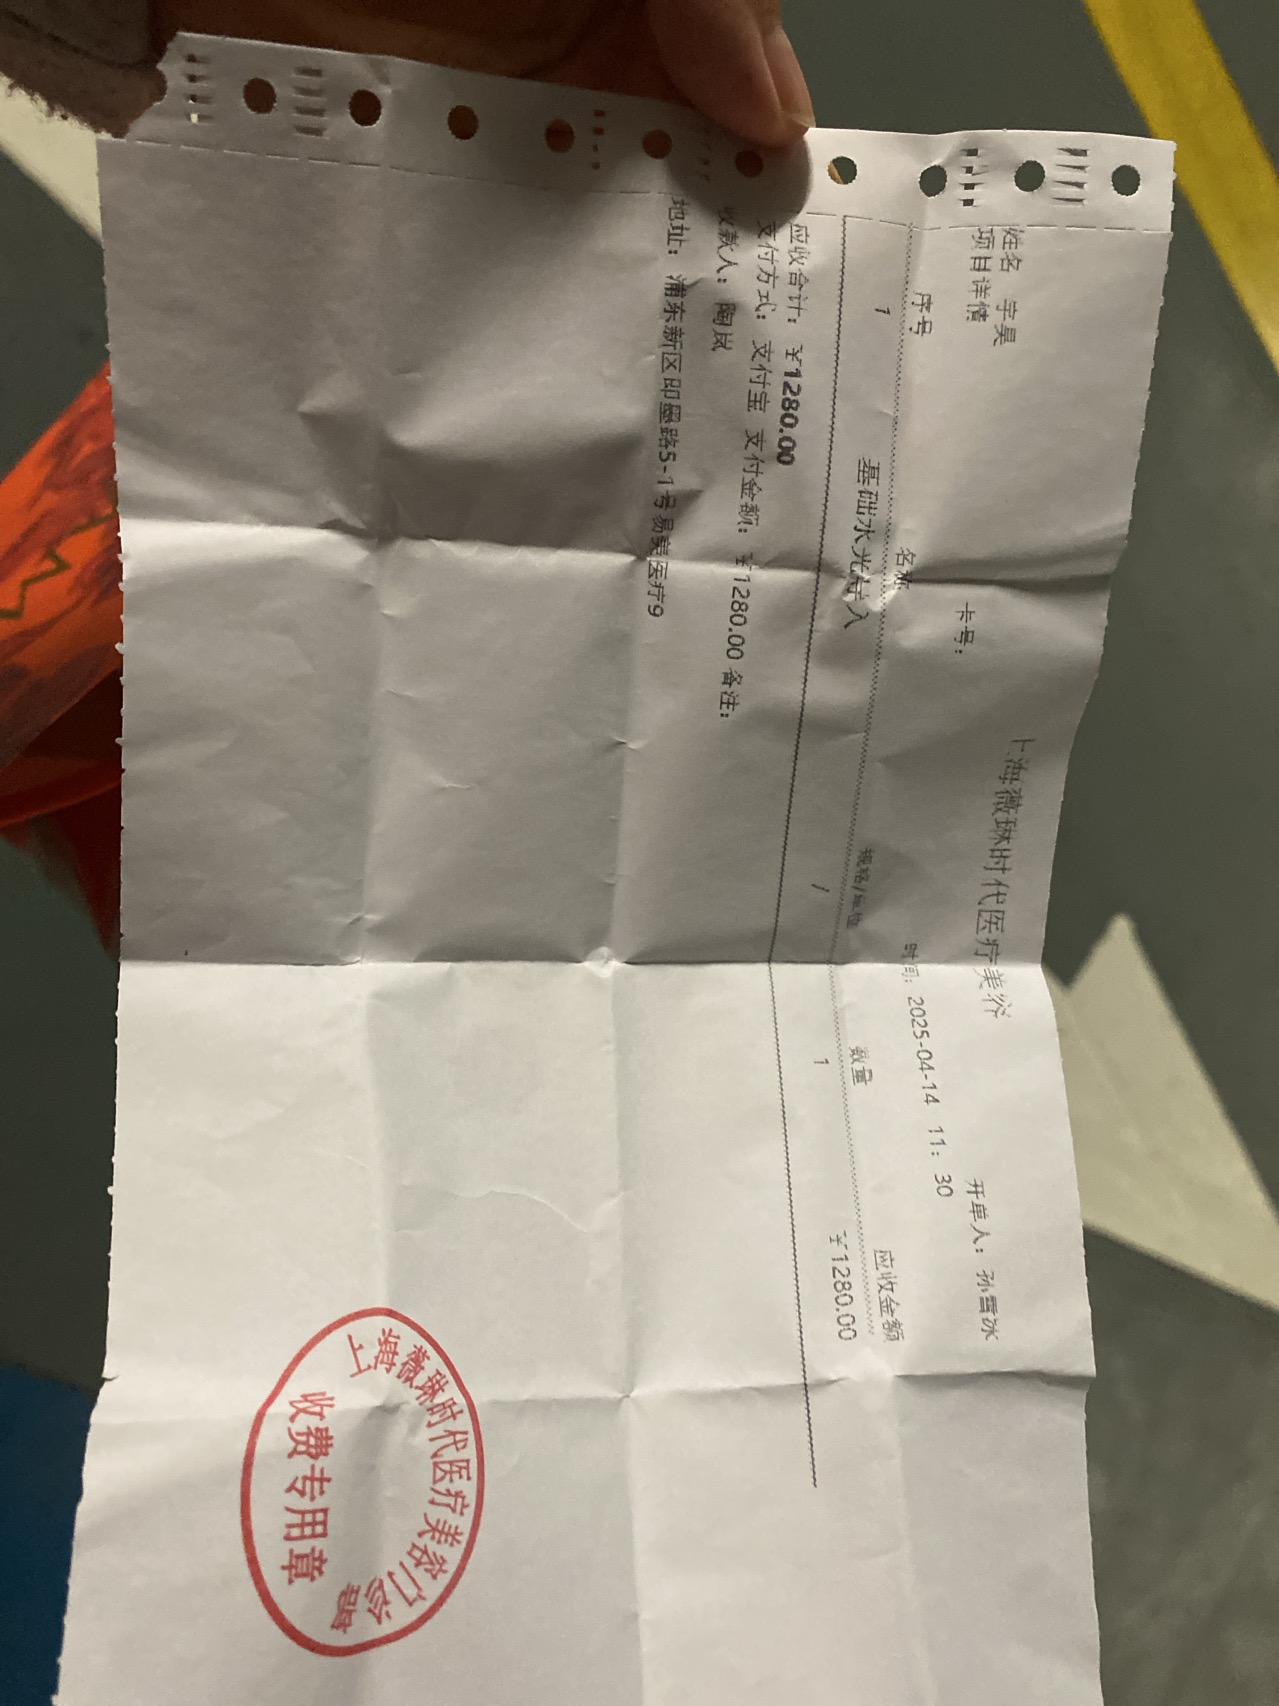 上海薇琳时代医疗美容
姓名 宇昊 卡号： 开单人：孙雪冰
项目详情 时间：2025-04-14 11:30
序号 名称 规格/单位 数量 应收金额
1 基础水光导入 / 1 ¥1280.00
应收合计：¥1280.00
支付方式：支付宝 支付金额：¥1280.00 备注：
收款人：陶岚
地址：浦东新区即墨路5-1号易美医疗9
上海薇琳时代医疗美容门诊部
收费专用章